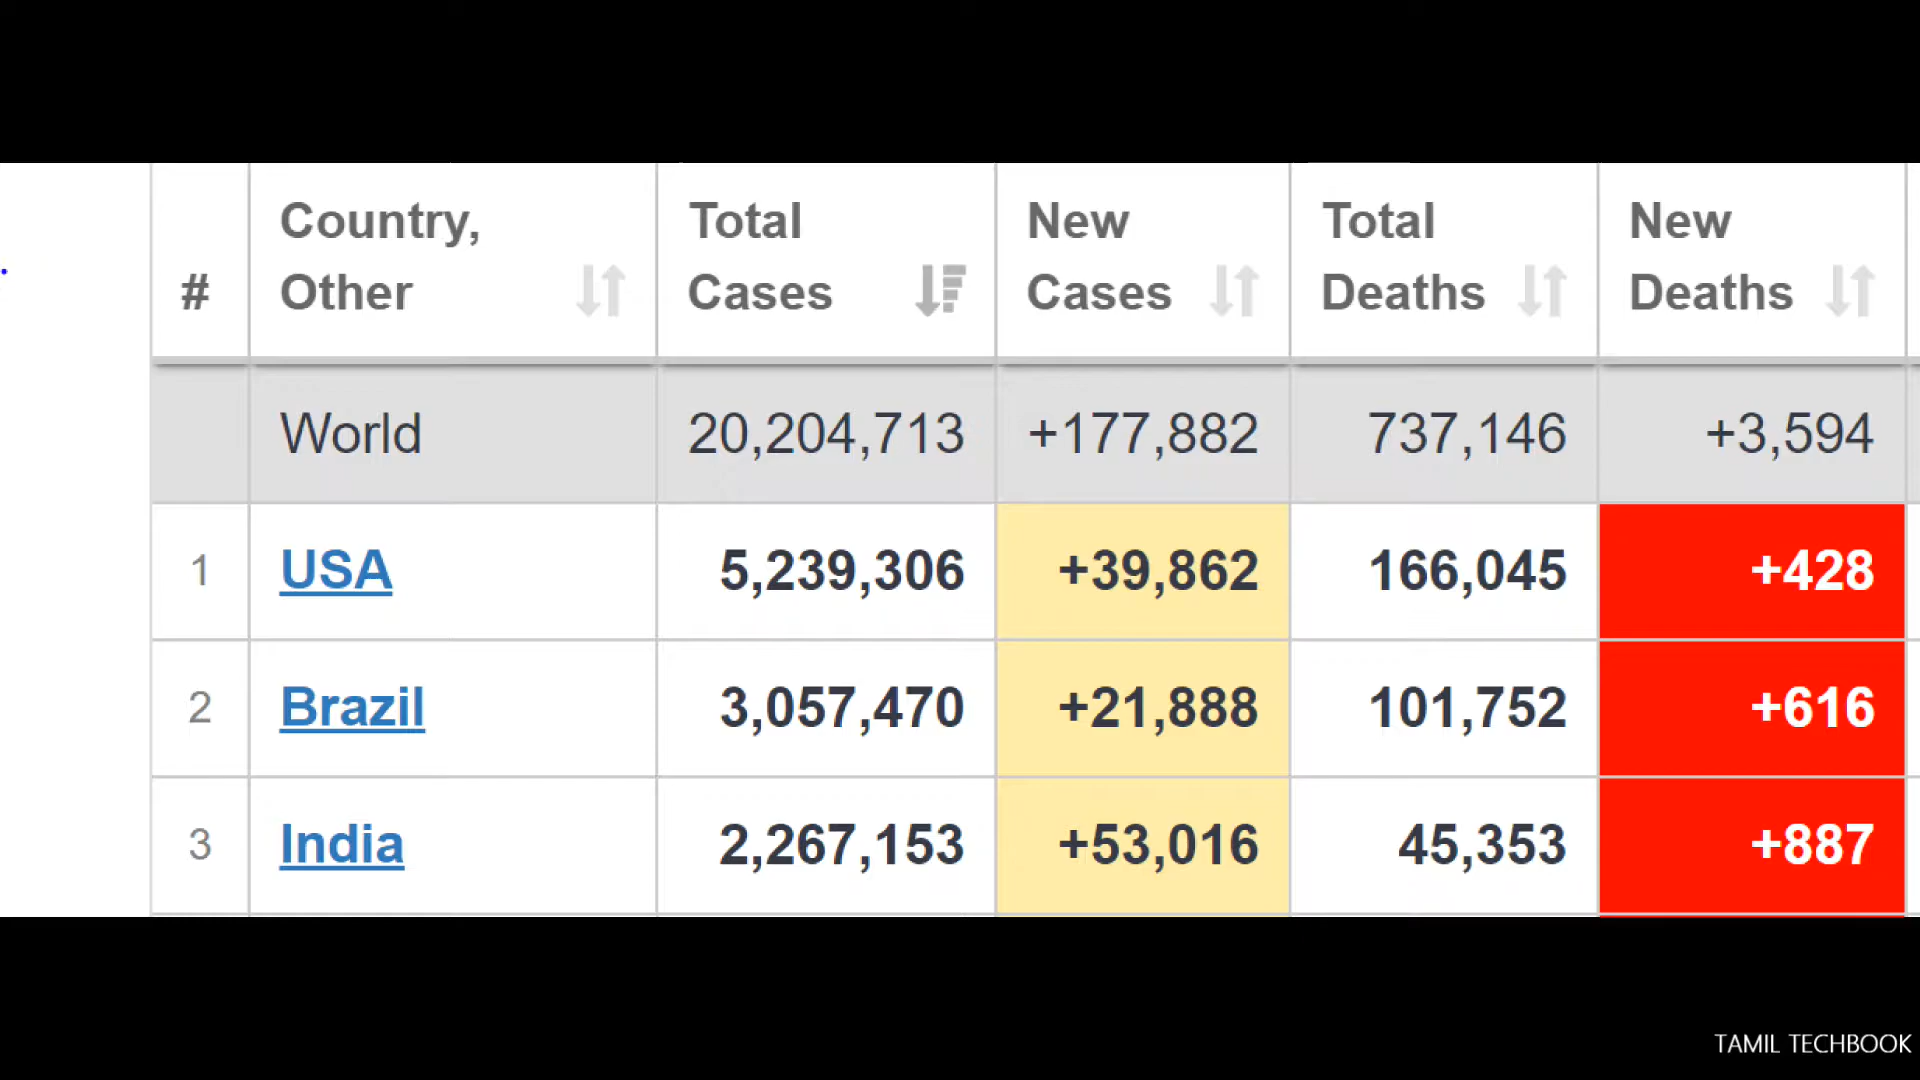 # Country, Other Total Cases New Cases Total Deaths New Deaths
World 20,204,713 +177,882 737,146 +3,594
1 USA 5,239,306 +39,862 166,045 +428
2 Brazil 3,057,470 +21,888 101,752 +616
3 India 2,267,153 +53,016 45,353 +887
TAMIL TECHBOOK